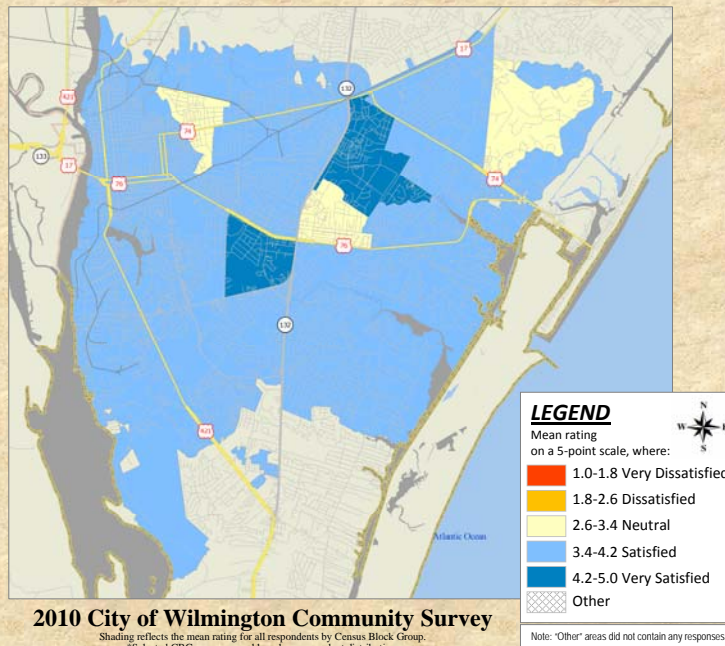 17
132
421
74
133
17
76
74
76
132
421
Atlantic Ocean
LEGEND
Mean rating
on a 5-point scale, where:
N
W
S
1.0-1.8 Very Dissatisfied
1.8-2.6 Dissatisfied
2.6-3.4 Neutral
3.4-4.2 Satisfied
4.2-5.0 Very Satisfied
Other
2010 City of Wilmington Community Survey
Shading reflects the mean rating for all respondents by Census Block Group.
Note: "Other" areas did not contain any responses